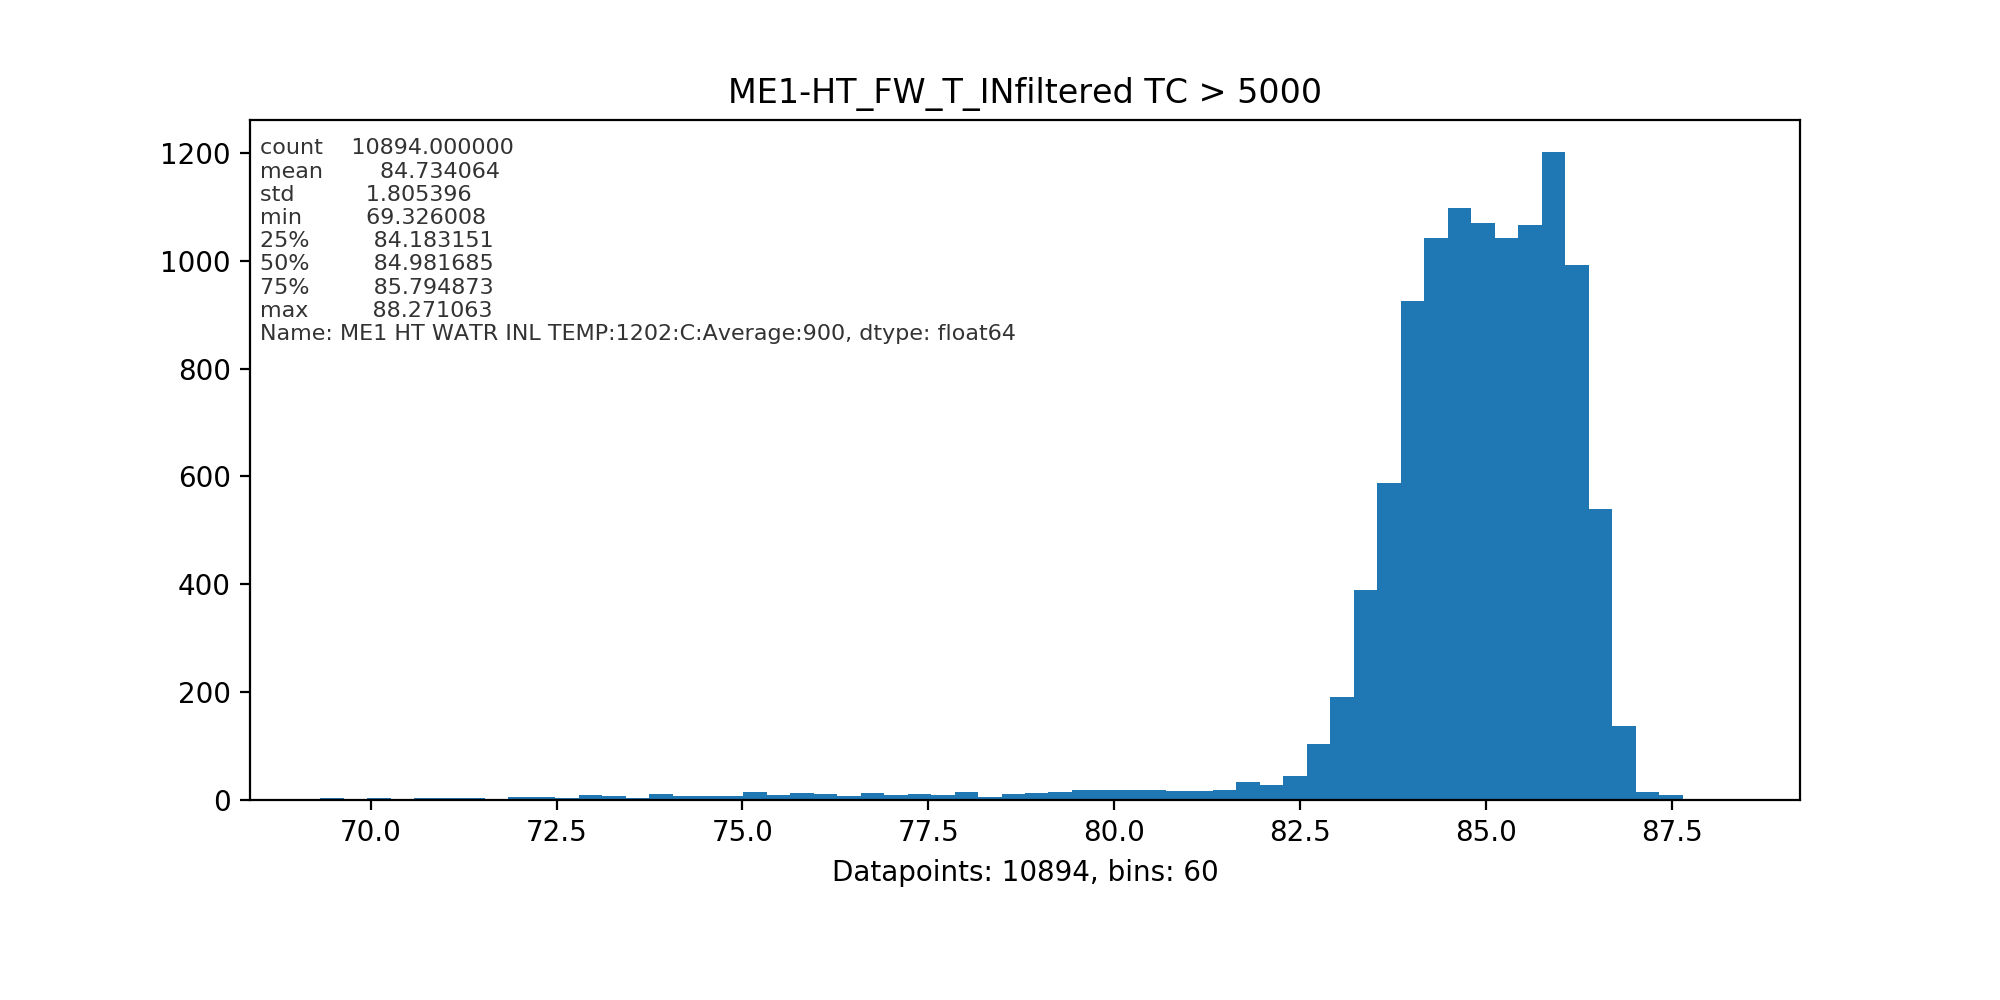 ME1-HT_FW_T_INfiltered TC > 5000
count 10894.000000
mean 84.734064
std 1.805396
min 69.326008
25% 84.183151
50% 84.981685
75% 85.794873
max 88.271063
Name: ME1 HT WATR INL TEMP:1202:C:Average:900, dtype: float64
1200
1000
800
600
400
200
0
70.0 72.5 75.0 77.5 80.0 82.5 85.0 87.5
Datapoints: 10894, bins: 60